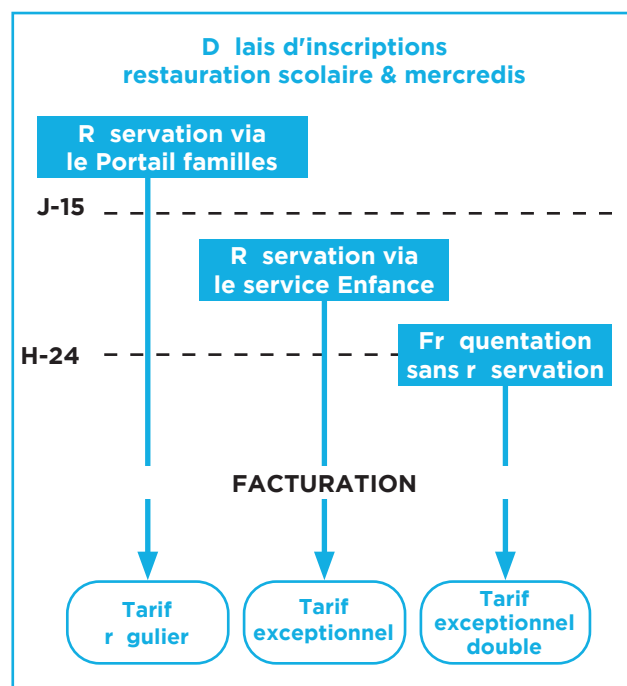 D lais d'inscriptions
restauration scolaire & mercredis
R servation via
le Portail familles
J-15
R servation via
le service Enfance
H-24
Fr quentation
sans r servation
FACTURATION
Tarif
r gulier
Tarif
exceptionnel
Tarif
exceptionnel
double